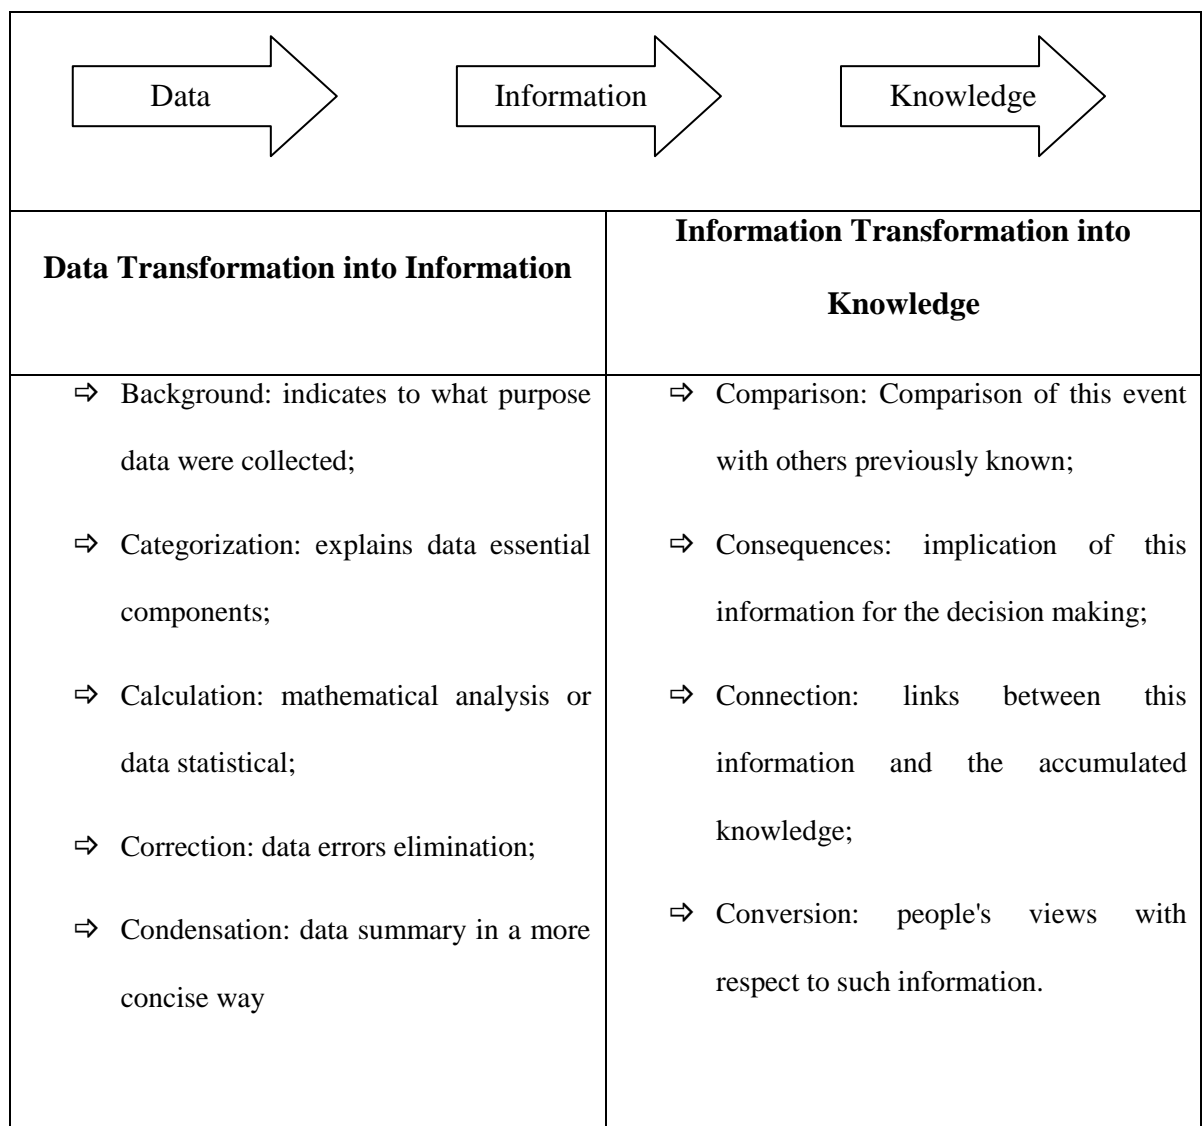 Data
Information
Knowledge
Data Transformation into Information
Information Transformation into
Knowledge
⇨ Background: indicates to what purpose
data were collected;
⇨ Categorization: explains data essential
components;
⇨ Calculation: mathematical analysis or
data statistical;
⇨ Correction: data errors elimination;
⇨ Condensation: data summary in a more
concise way
⇨ Comparison: Comparison of this event
with others previously known;
⇨ Consequences: implication of this
information for the decision making;
⇨ Connection: links between this
information and the accumulated
knowledge;
⇨ Conversion: people's views with
respect to such information.